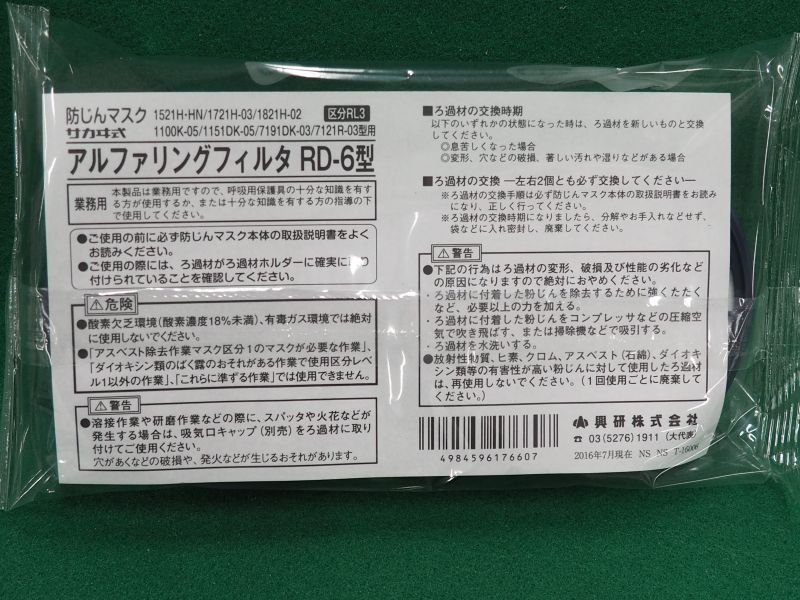 防じんマスク 1521H・HN/1721H-03/1821H-02 区分RL3
サカヰ式 1100K-05/1151DK-05/7191DK-03/7121R-03型用
アルファリングフィルタ RD-6型
業務用 本製品は業務用ですので、呼吸用保護具の十分な知識を有す
る方が使用するか、または十分な知識を有する方の指導の下
で使用してください。
●ご使用の前に必ず防じんマスク本体の取扱説明書をよく
お読みください。
●ご使用の際には、ろ過材がろ過材ホルダーに確実に取り
付けられていることを確認してください。
⚠危険
●酸素欠乏環境(酸素濃度18%未満)、有毒ガス環境では絶対
に使用しないでください。
●「アスベスト除去作業マスク区分1のマスクが必要な作業」、
「ダイオキシン類のばく露のおそれがある作業で使用区分レベ
ル1以外の作業」、「これらに準ずる作業」では使用できません。
⚠警告
●溶接作業や研磨作業などの際に、スパッタや火花などが
発生する場合は、吸気口キャップ(別売)をろ過材に取り
付けてご使用ください。
穴があくなどの破損や、発火などが生じるおそれがあります。
■ろ過材の交換時期
以下のいずれかの状態になった時は、ろ過材を新しいものと交換
してください。
◎息苦しくなった場合
◎変形、穴などの破損、著しい汚れや湿りなどがある場合
■ろ過材の交換 ―左右2個とも必ず交換してください―
※ろ過材の交換手順は必ず防じんマスク本体の取扱説明書をお読み
になり、正しく行ってください。
※ろ過材の交換時期になりましたら、分解やお手入れなどせず、
袋などに入れ密封し、廃棄してください。
⚠警告
●下記の行為はろ過材の変形、破損及び性能の劣化など
の原因になりますので絶対におやめください。
・ろ過材に付着した粉じんを除去するために強くたたく
など、必要以上の力を加える。
・ろ過材に付着した粉じんをコンプレッサなどの圧縮空
気で吹き飛ばす、または掃除機などで吸引する。
・ろ過材を水洗いする。
●放射性物質、ヒ素、クロム、アスベスト(石綿)、ダイオキ
シン類等の有害性が高い粉じんに対して使用したろ過材
は、再使用しないでください。(1回使用ごとに廃棄して
ください。)
興研株式会社
☎ 03(5276)1911(大代表)
4984596176607
2016年7月現在 NS NS T-16006